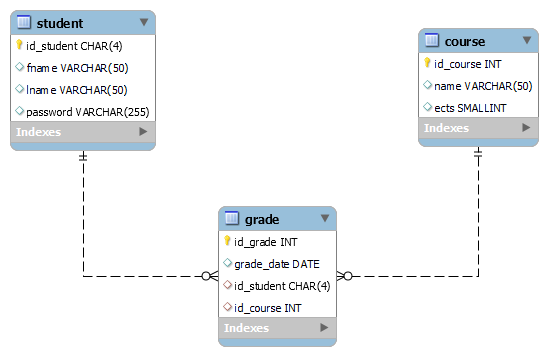 student
id_student CHAR(4)
fname VARCHAR(50)
lname VARCHAR(50)
password VARCHAR(255)
Indexes
course
id_course INT
name VARCHAR(50)
ects SMALLINT
Indexes
grade
id_grade INT
grade_date DATE
id_student CHAR(4)
id_course INT
Indexes